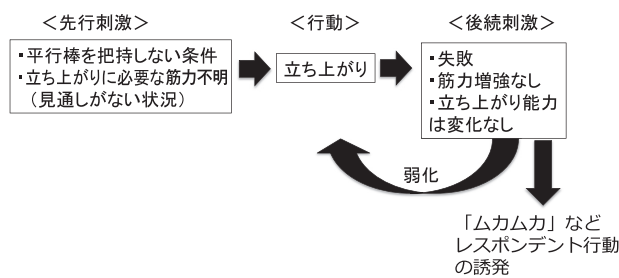 ＜先行刺激＞
＜行動＞
＜後続刺激＞
・平行棒を把持しない条件
・立ち上がりに必要な筋力不明
（見通しがない状況）
立ち上がり
・失敗
・筋力増強なし
・立ち上がり能力
は変化なし
弱化
「ムカムカ」など
レスポンデント行動
の誘発